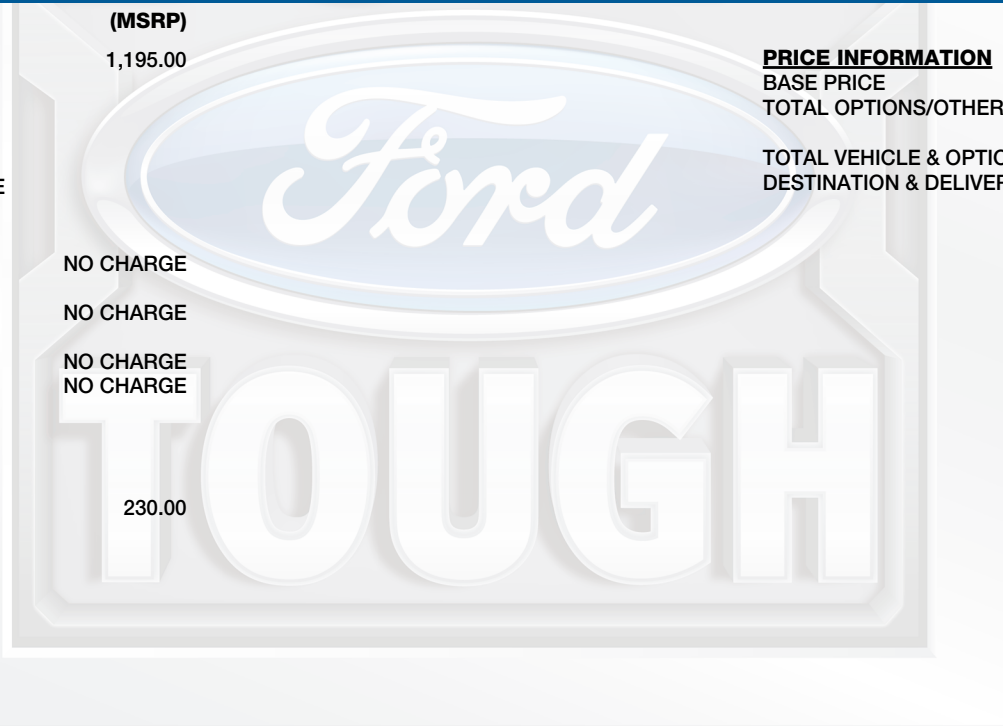 (MSRP)
1,195.00
E
NO CHARGE
NO CHARGE
NO CHARGE
NO CHARGE
230.00
PRICE INFORMATION
BASE PRICE
TOTAL OPTIONS/OTHER
TOTAL VEHICLE & OPTIO
DESTINATION & DELIVER
Ford
TOUGH